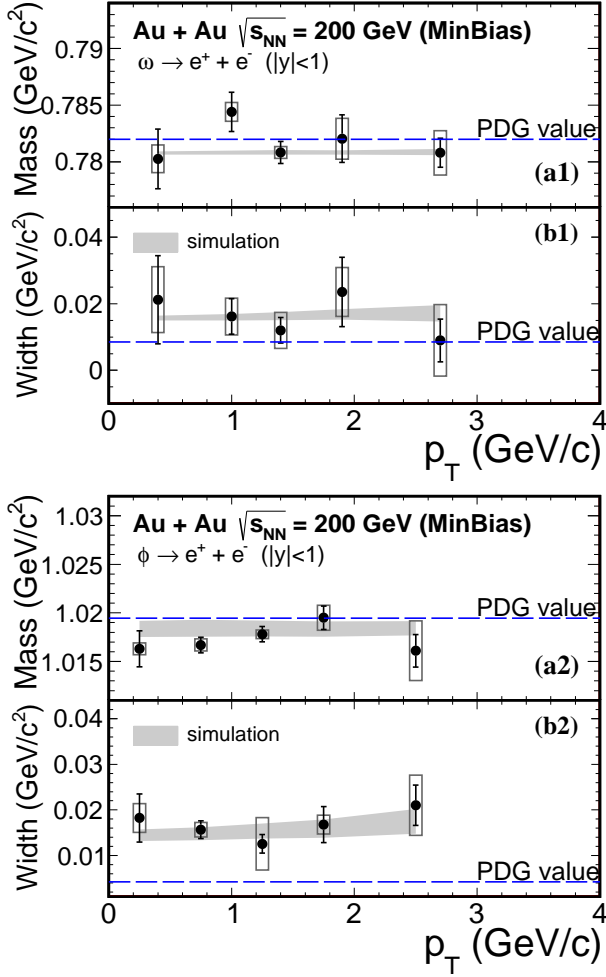 Au + Au √s_NN = 200 GeV (MinBias)
ω → e⁺ + e⁻ (|y|<1)
Mass (GeV/c²)
0.79
0.785
0.78
PDG value
(a1)
simulation
(b1)
Width (GeV/c²)
0.04
0.02
0
PDG value
0 1 2 3 4
p_T (GeV/c)
Au + Au √s_NN = 200 GeV (MinBias)
ϕ → e⁺ + e⁻ (|y|<1)
Mass (GeV/c²)
1.03
1.025
1.02
1.015
PDG value
(a2)
simulation
(b2)
Width (GeV/c²)
0.04
0.03
0.02
0.01
PDG value
0 1 2 3 4
p_T (GeV/c)